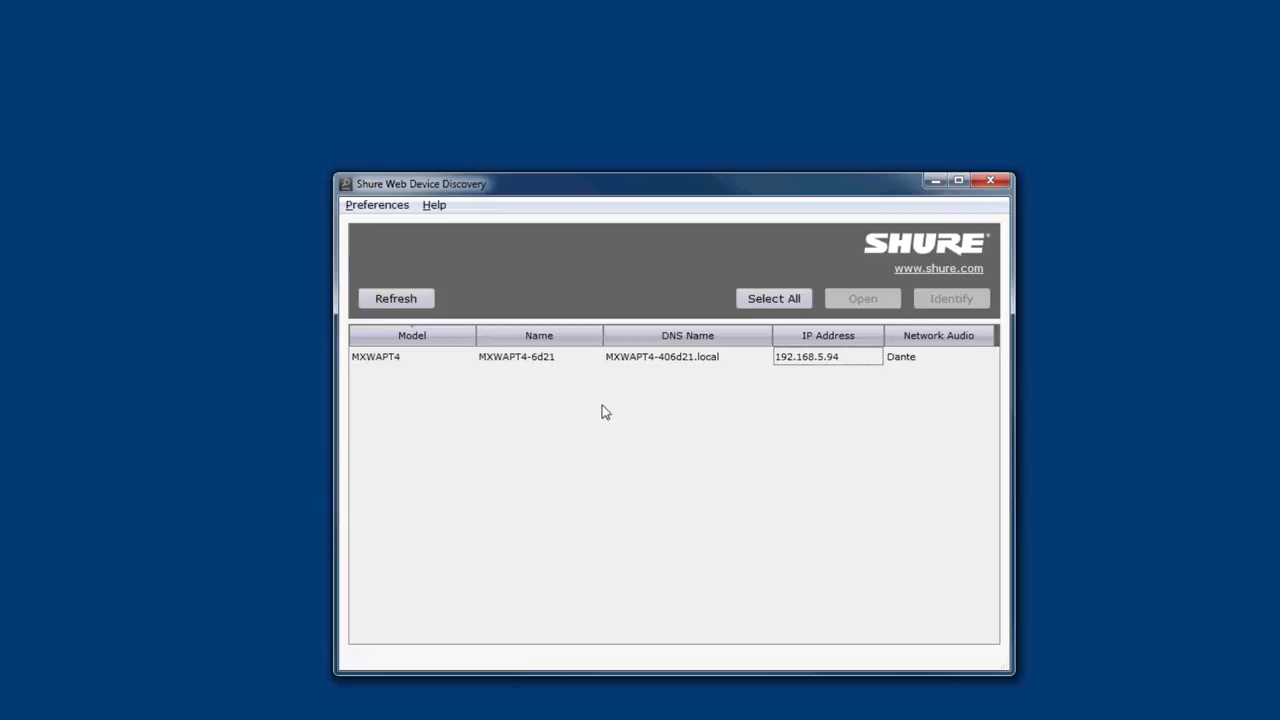 Shure Web Device Discovery
Preferences Help
SHURE®
www.shure.com
Refresh Select All Open Identify
Model Name DNS Name IP Address Network Audio
MXWAPT4 MXWAPT4-6d21 MXWAPT4-406d21.local 192.168.5.94 Dante